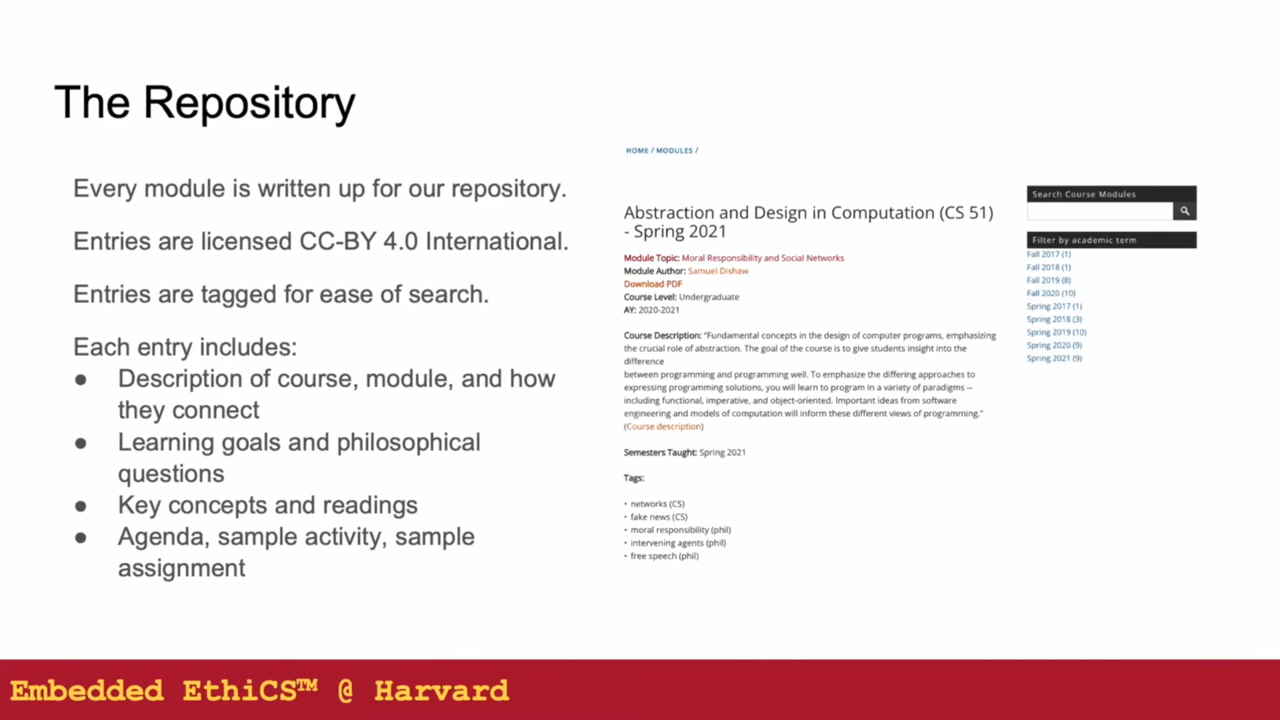 The Repository
Every module is written up for our repository.
Entries are licensed CC-BY 4.0 International.
Entries are tagged for ease of search.
Each entry includes:
● Description of course, module, and how
they connect
● Learning goals and philosophical
questions
● Key concepts and readings
● Agenda, sample activity, sample
assignment
HOME / MODULES /
Abstraction and Design in Computation (CS 51)
- Spring 2021
Module Topic: Moral Responsibility and Social Networks
Module Author: Samuel Dishaw
Download PDF
Course Level: Undergraduate
AY: 2020-2021
Course Description: "Fundamental concepts in the design of computer programs, emphasizing
the crucial role of abstraction. The goal of the course is to give students insight into the
difference
between programming and programming well. To emphasize the differing approaches to
expressing programming solutions, you will learn to program in a variety of paradigms --
including functional, imperative, and object-oriented. Important ideas from software
engineering and models of computation will inform these different views of programming."
(Course description)
Semesters Taught: Spring 2021
Tags:
• networks (CS)
• fake news (CS)
• moral responsibility (phil)
• intervening agents (phil)
• free speech (phil)
Search Course Modules
Filter by academic term
Fall 2017 (1)
Fall 2018 (1)
Fall 2019 (8)
Fall 2020 (10)
Spring 2017 (1)
Spring 2018 (3)
Spring 2019 (10)
Spring 2020 (9)
Spring 2021 (9)
Embedded EthiCS™ @ Harvard